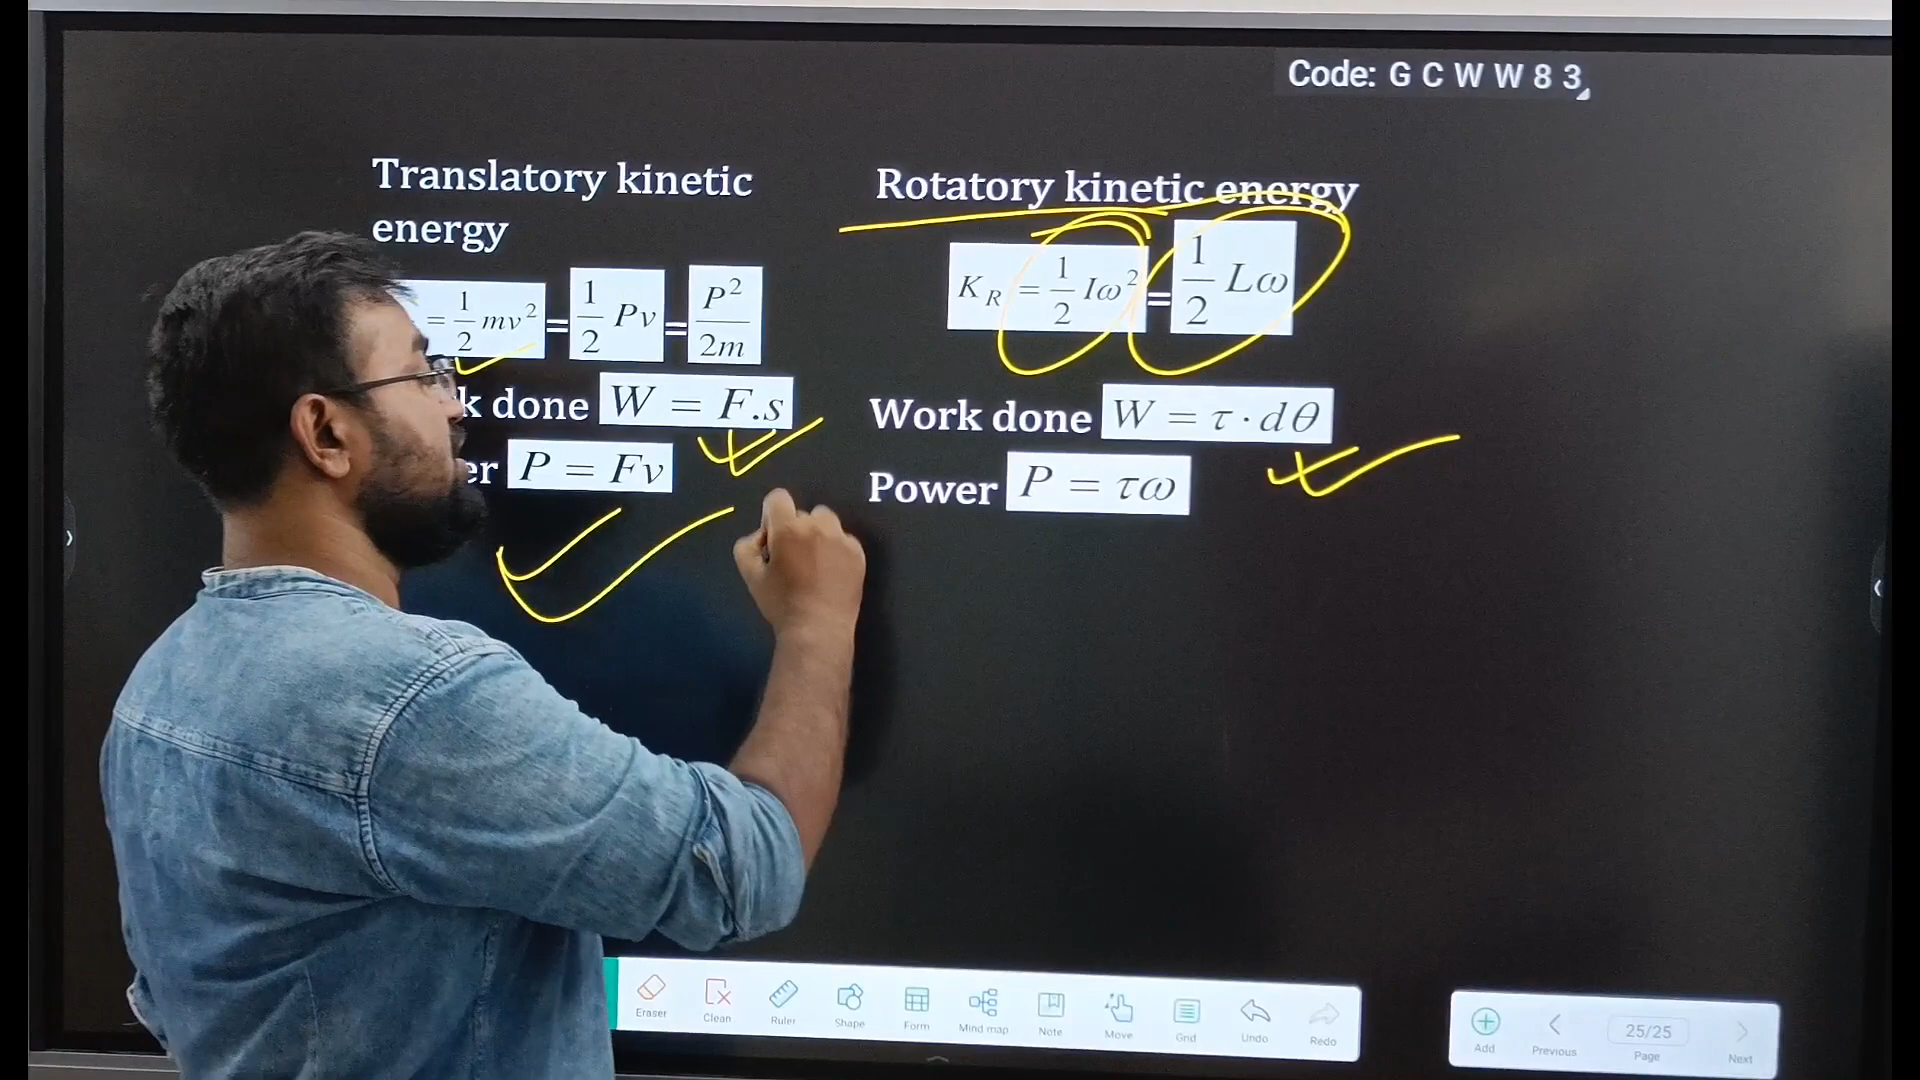 Code: G C W W 8 3
Translatory kinetic
energy
= 1/2 mv² = 1/2 Pv = P²/2m
k done W = F.s
er P = Fv
Rotatory kinetic energy
K_R = 1/2 Iω² = 1/2 Lω
Work done W = τ · dθ
Power P = τω
Eraser Clean Ruler Shape Form Mind map Note Move Grid Undo Redo
Add Previous 25/25 Page Next